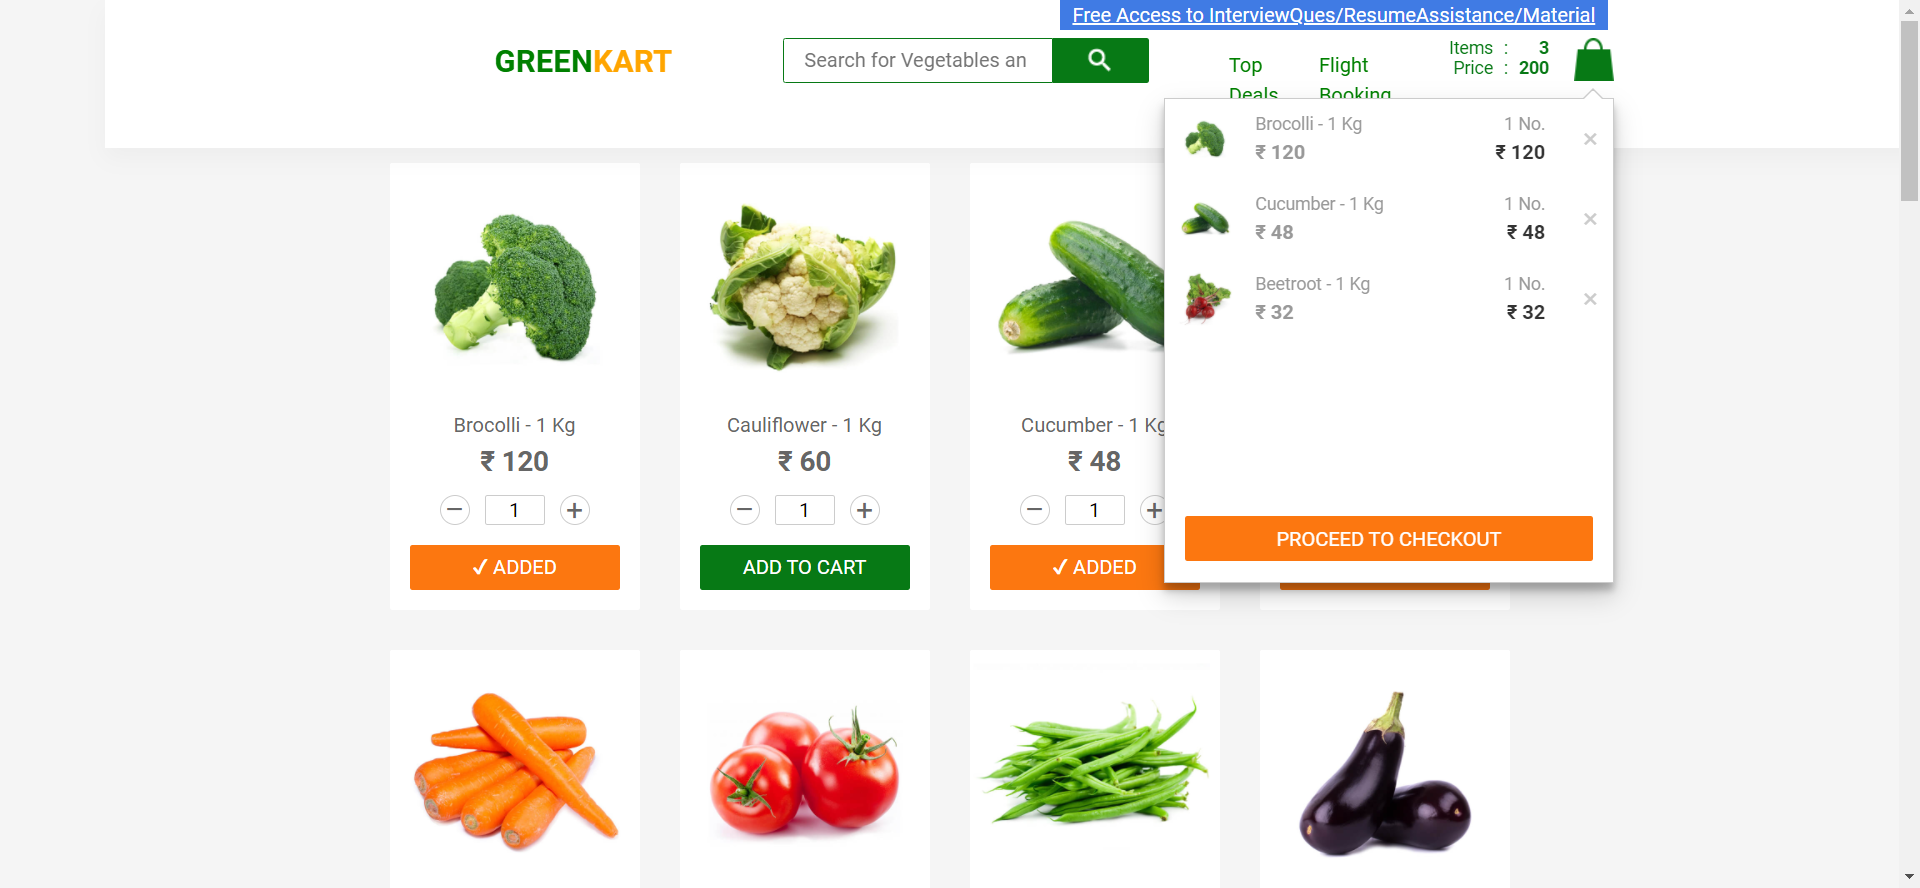 Free Access to InterviewQues/ResumeAssistance/Material
GREENKART
Search for Vegetables an
Top
Deals
Flight
Booking
Items : 3
Price : 200
Brocolli - 1 Kg 1 No.
₹ 120 ₹ 120
×
Cucumber - 1 Kg 1 No.
₹ 48 ₹ 48
×
Beetroot - 1 Kg 1 No.
₹ 32 ₹ 32
×
PROCEED TO CHECKOUT
Brocolli - 1 Kg
₹ 120
− 1 +
✓ ADDED
Cauliflower - 1 Kg
₹ 60
− 1 +
ADD TO CART
Cucumber - 1 Kg
₹ 48
− 1 +
✓ ADDED